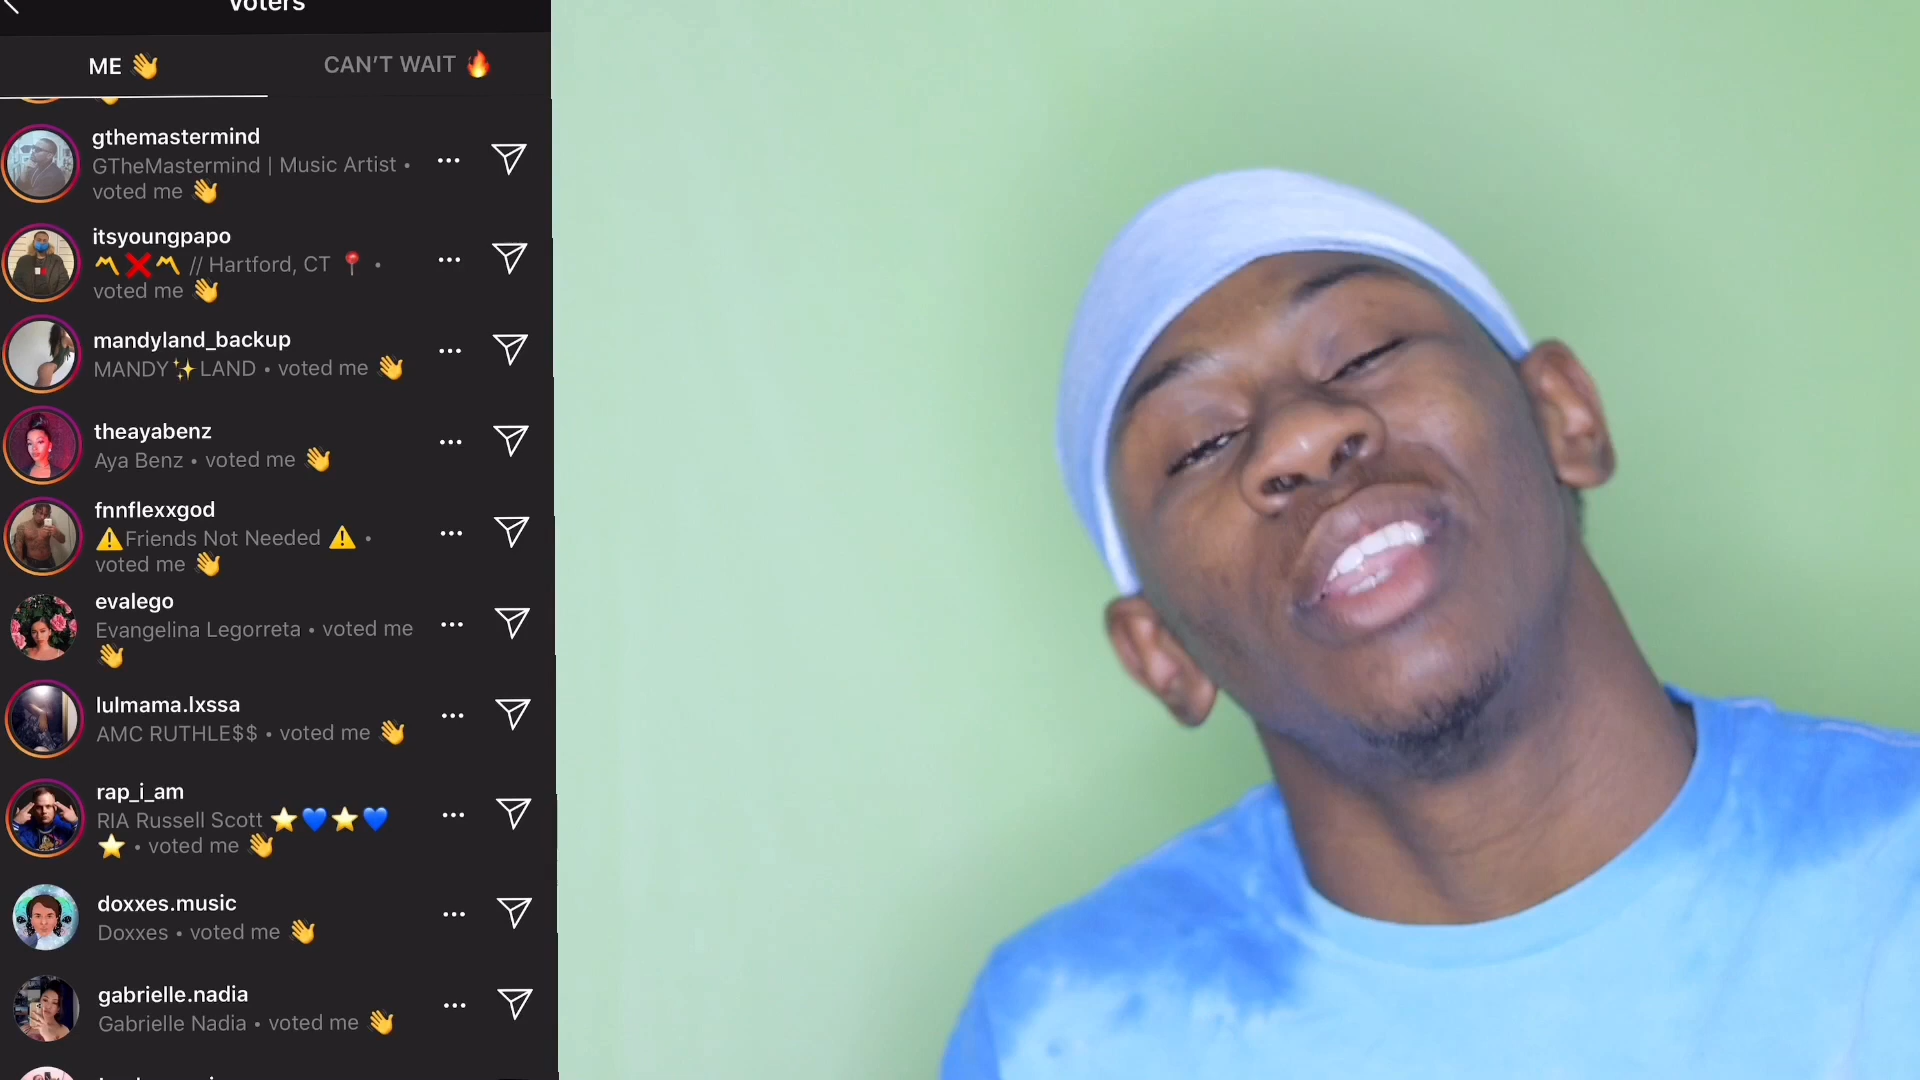 Voters
ME 👋
CAN'T WAIT 🔥
gthemastermind
GTheMastermind | Music Artist •
voted me 👋
itsyoungpapo
〽️❌〽️ // Hartford, CT 📍 •
voted me 👋
mandyland_backup
MANDY✨LAND • voted me 👋
theayabenz
Aya Benz • voted me 👋
fnnflexxgod
⚠️Friends Not Needed ⚠️ •
voted me 👋
evalego
Evangelina Legorreta • voted me
👋
lulmama.lxssa
AMC RUTHLE$$ • voted me 👋
rap_i_am
RIA Russell Scott ⭐💙⭐💙
⭐ • voted me 👋
doxxes.music
Doxxes • voted me 👋
gabrielle.nadia
Gabrielle Nadia • voted me 👋